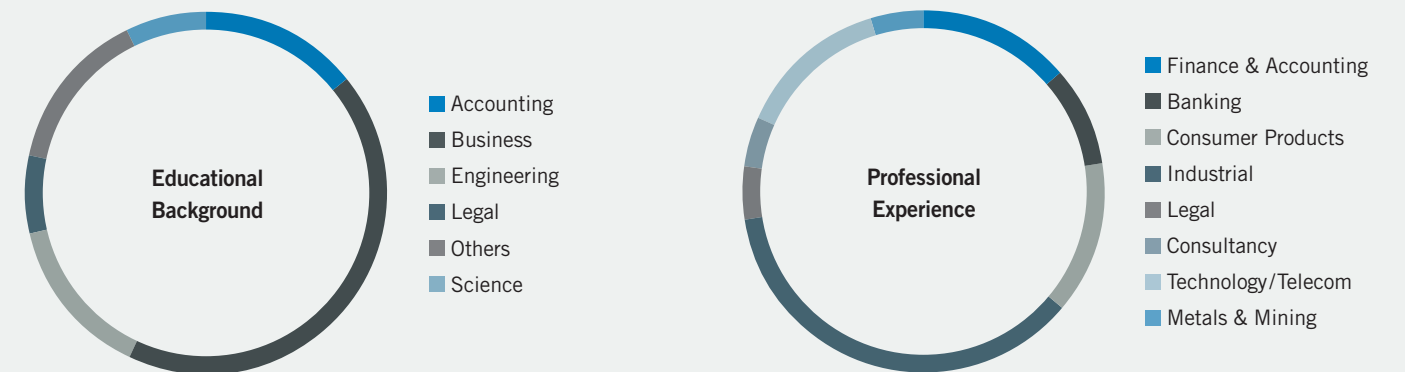 Educational
Background
Accounting
Business
Engineering
Legal
Others
Science
Professional
Experience
Finance & Accounting
Banking
Consumer Products
Industrial
Legal
Consultancy
Technology/Telecom
Metals & Mining